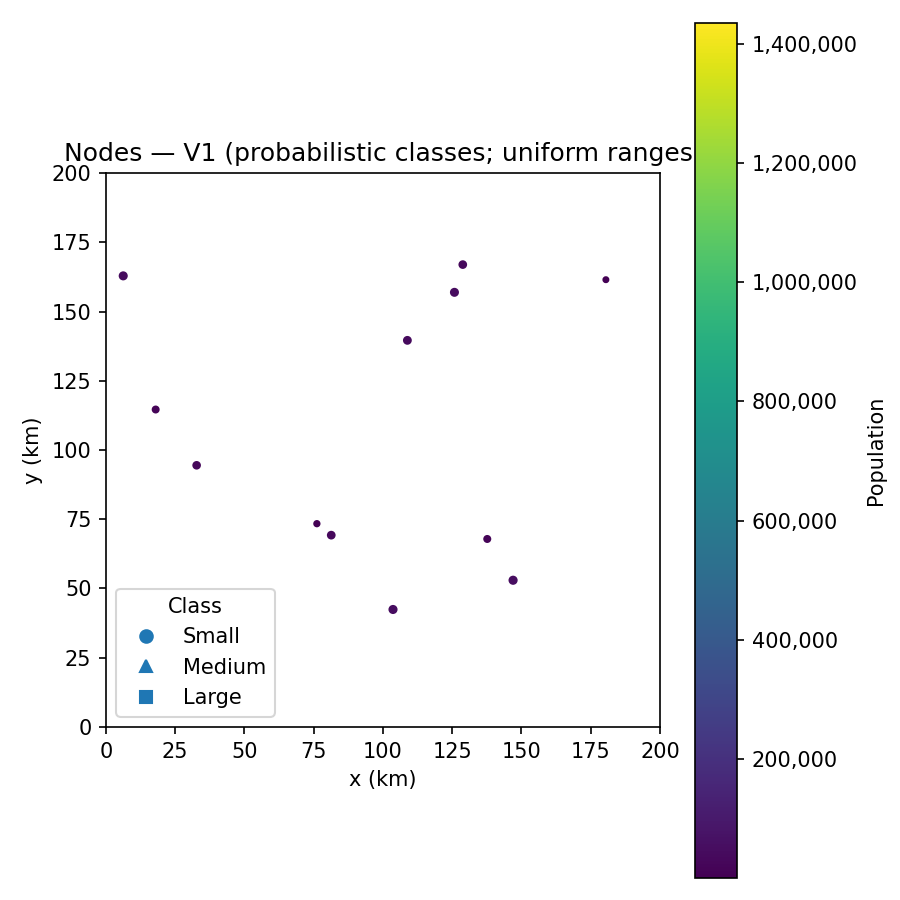 Nodes — V1 (probabilistic classes; uniform ranges
200
175
150
125
100
75
50
25
0
y (km)
0 25 50 75 100 125 150 175 200
x (km)
Class
Small
Medium
Large
1,400,000
1,200,000
1,000,000
800,000
600,000
400,000
200,000
Population